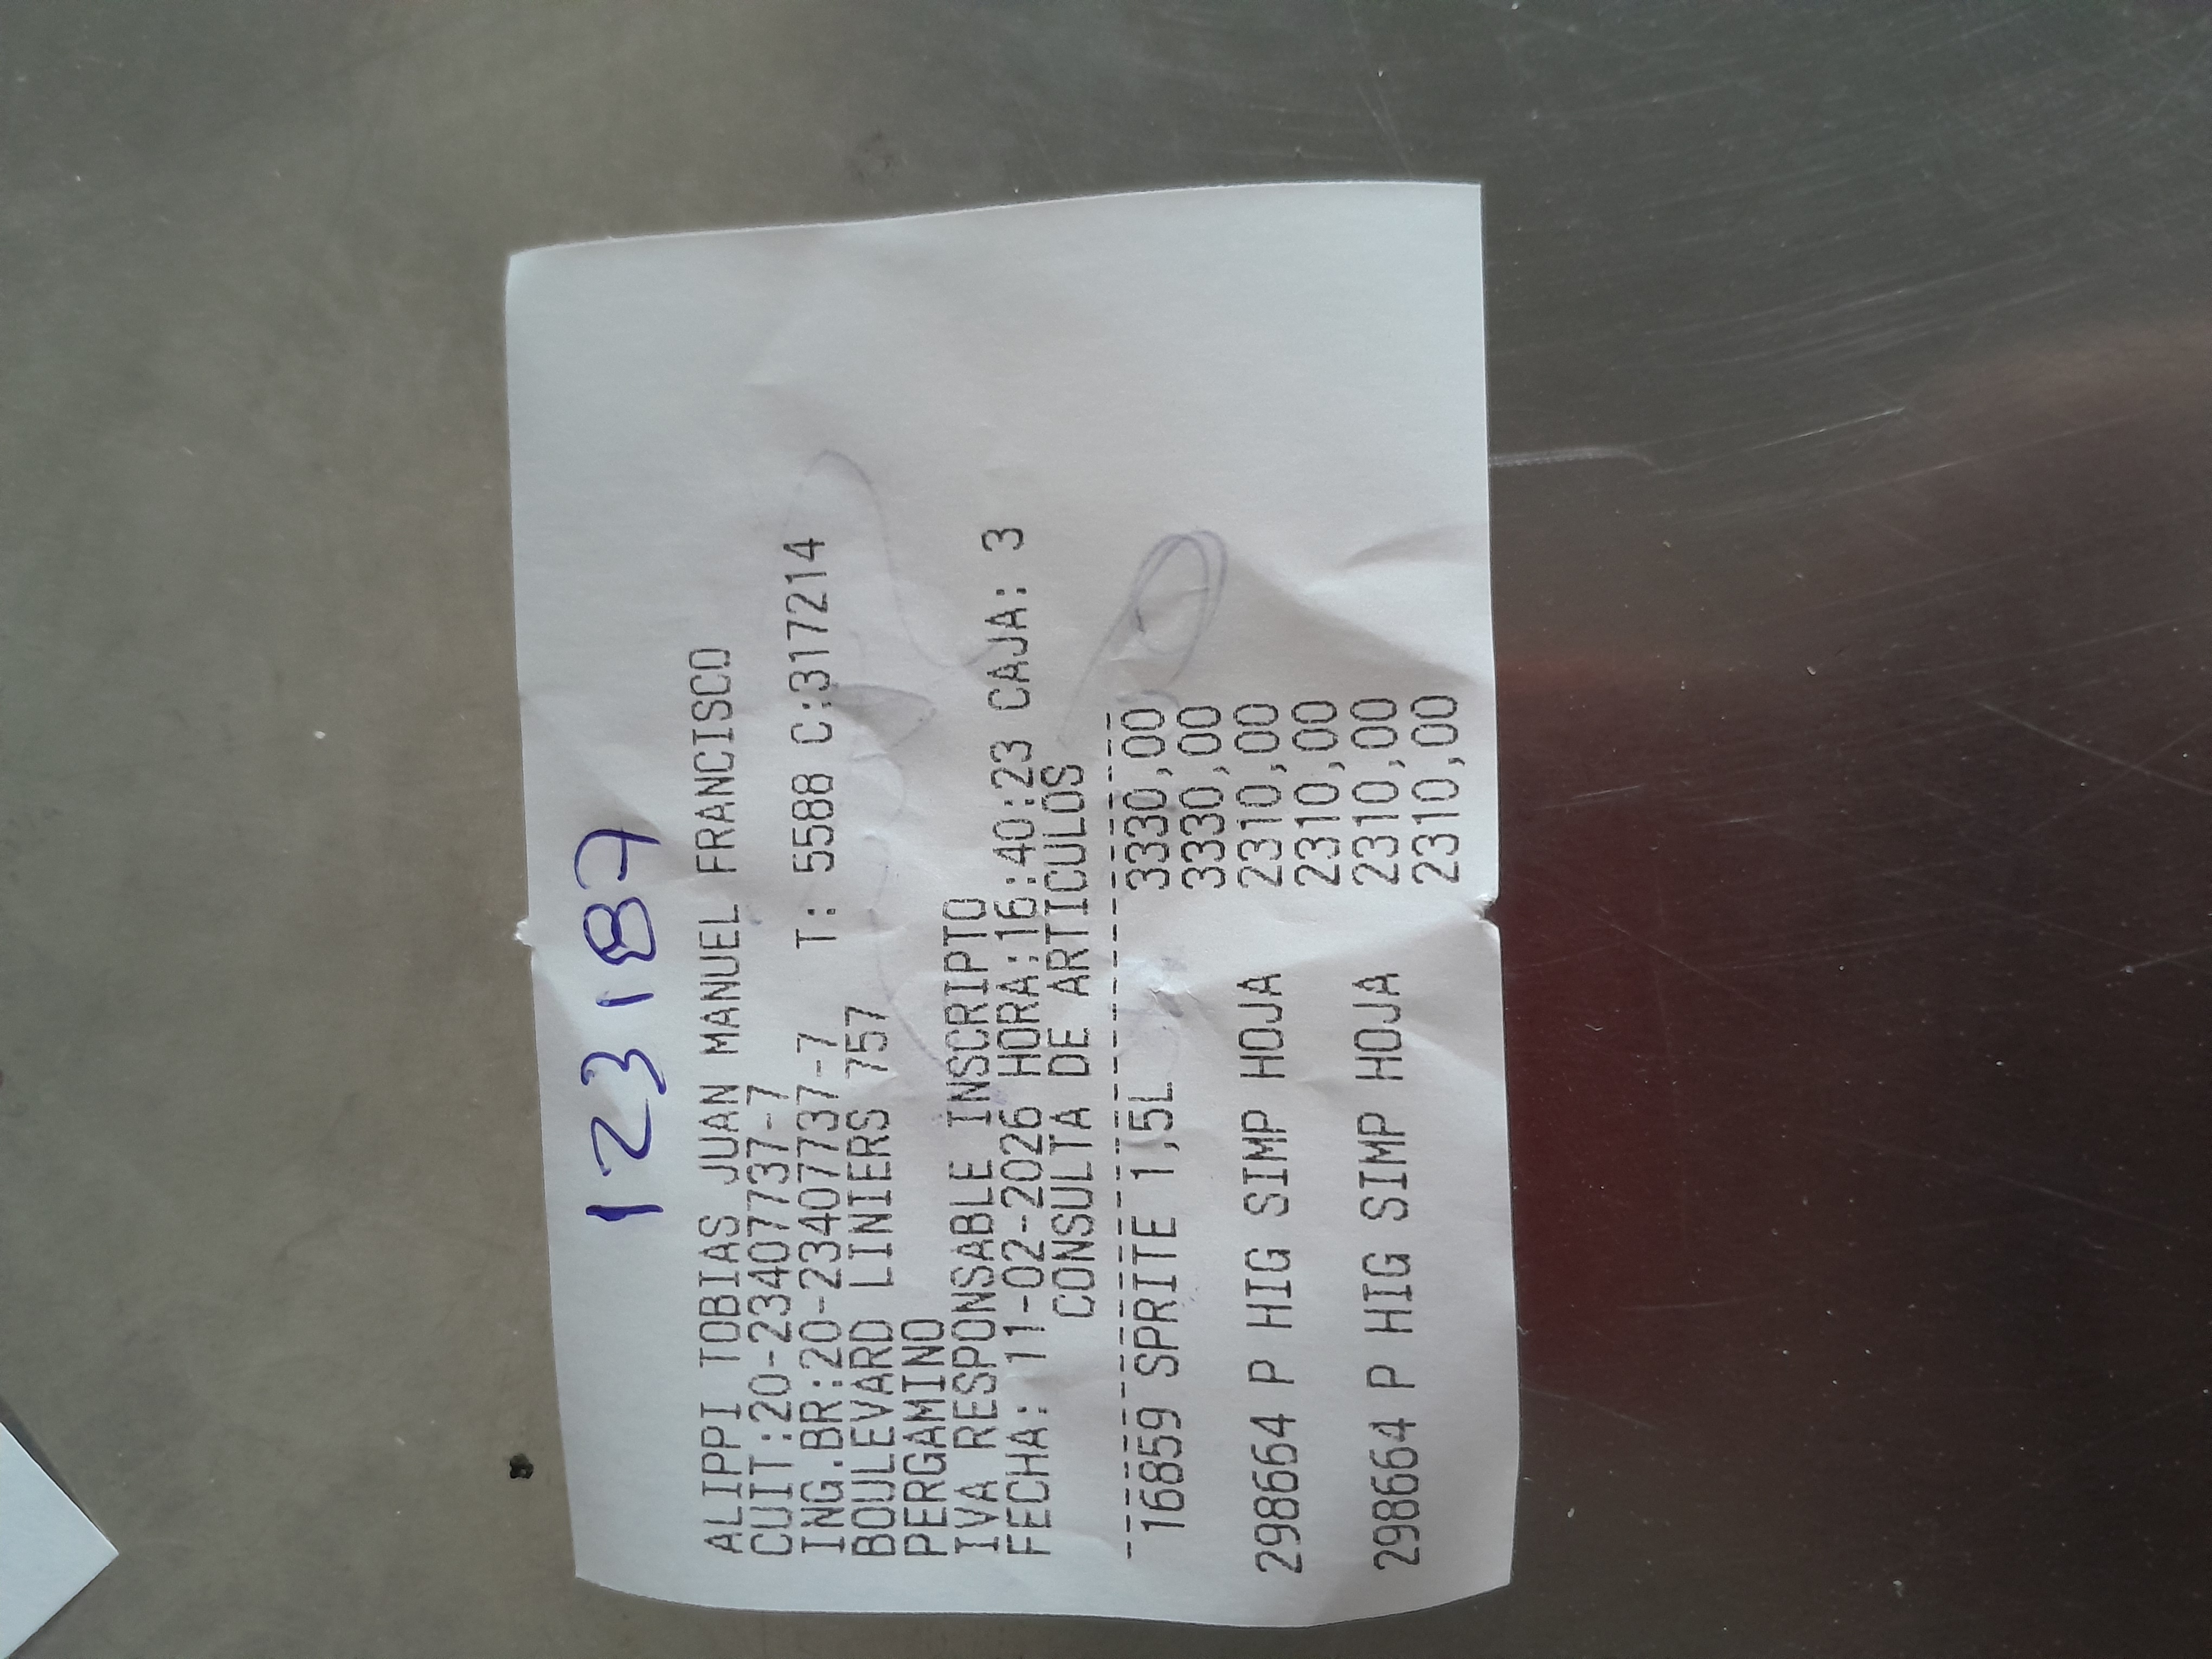 123187
ALIPPI TOBIAS JUAN MANUEL FRANCISCO
CUIT:20-23407737-7
ING.BR:20-23407737-7 T: 5588 C:317214
BOULEVARD LINIERS 757
PERGAMINO
IVA RESPONSABLE INSCRIPTO
FECHA: 11-02-2026 HORA:16:40:23 CAJA: 3
CONSULTA DE ARTICULOS
16859 SPRITE 1,5L 3330,00
3330,00
298664 P HIG SIMP HOJA 2310,00
2310,00
298664 P HIG SIMP HOJA 2310,00
2310,00